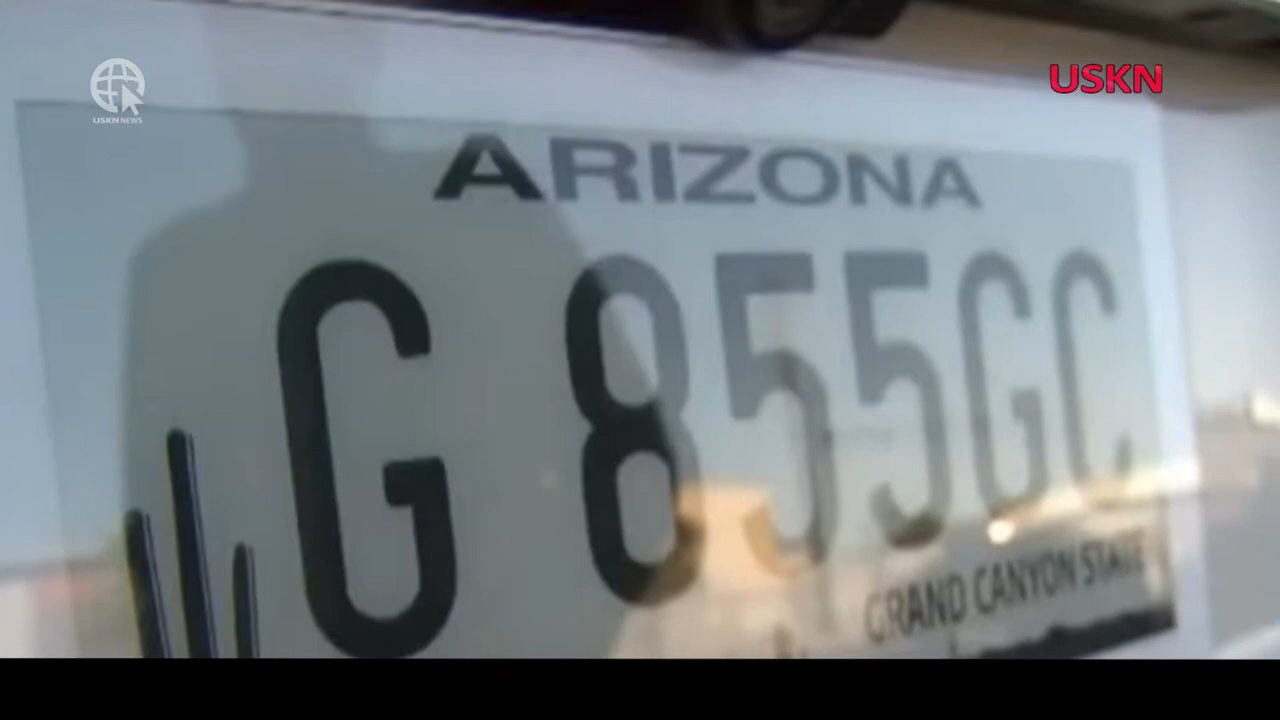 USKN
USKN NEWS
ARIZONA
G 855GC
GRAND CANYON STATE